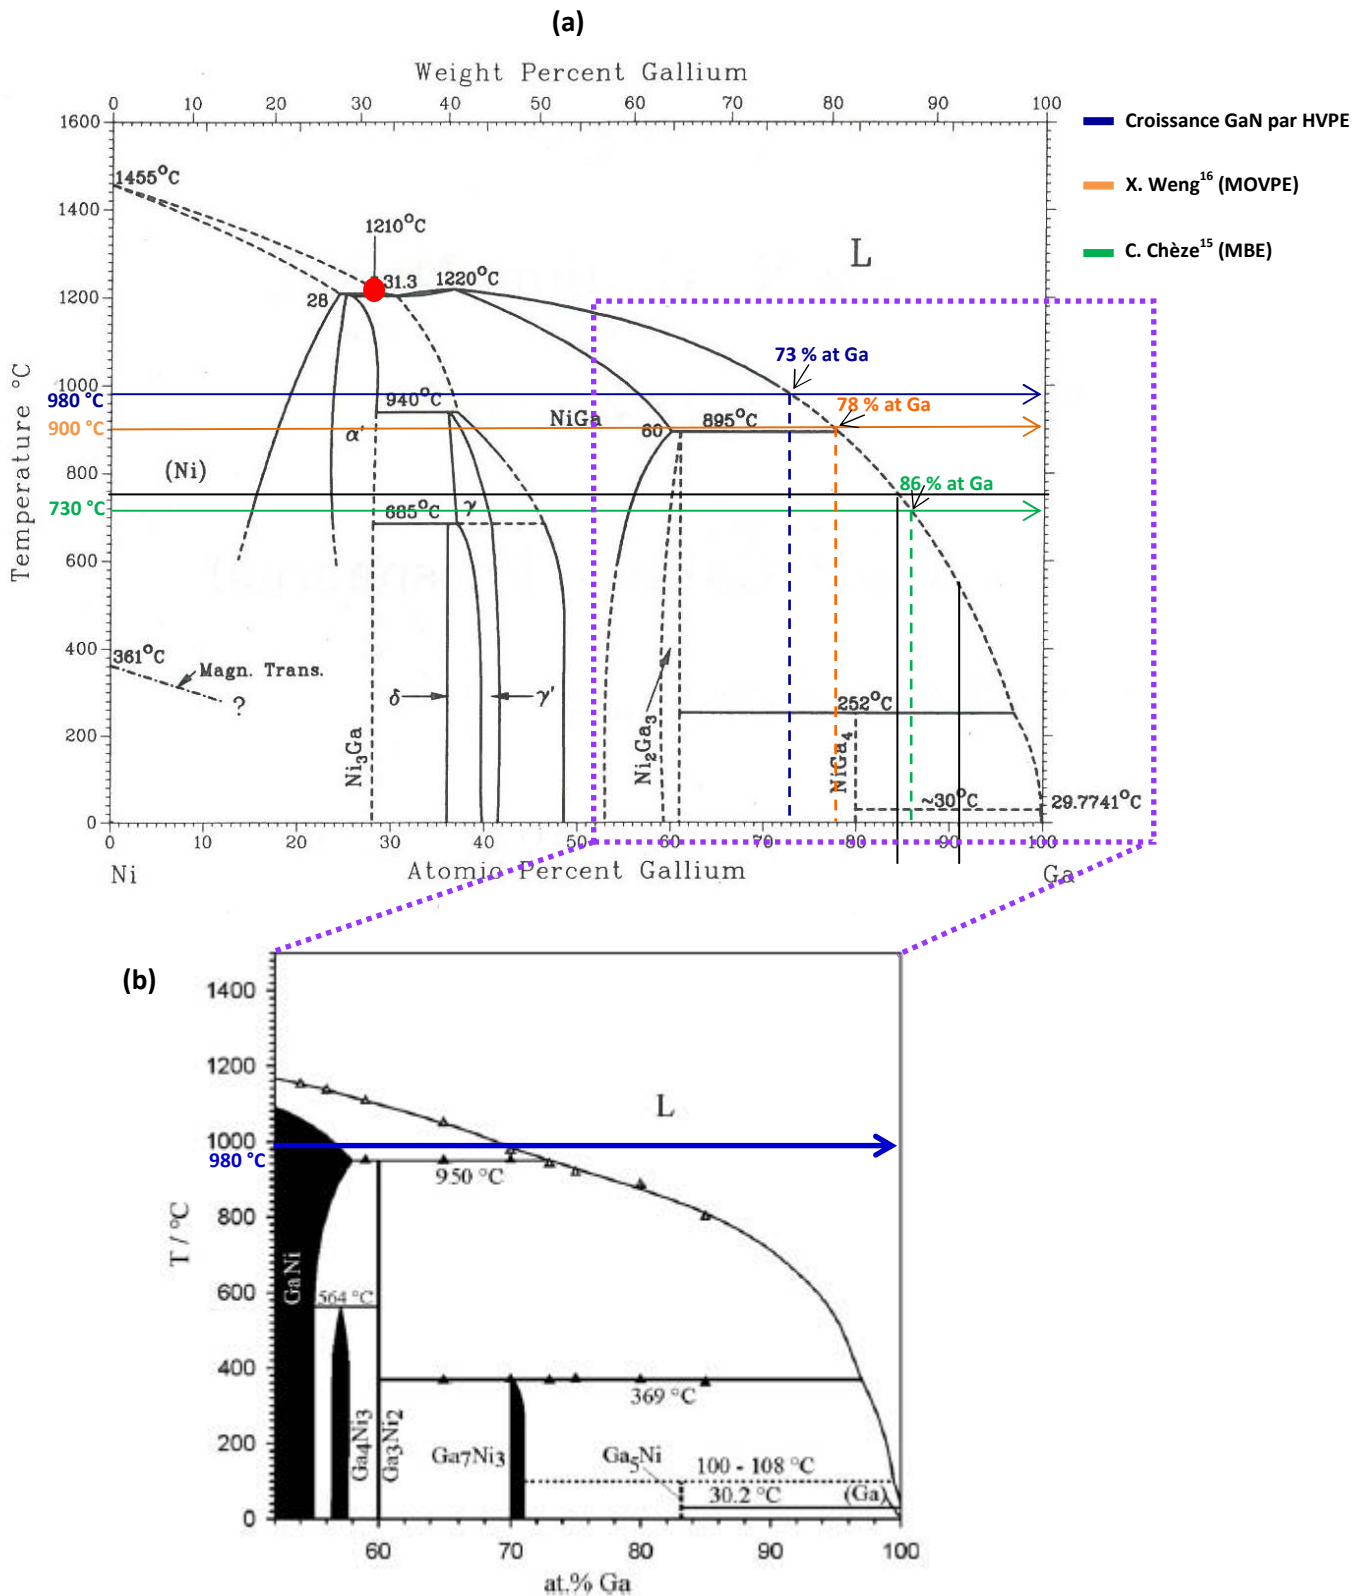 (a)
Weight Percent Gallium
0 10 20 30 40 50 60 70 80 90 100
Croissance GaN par HVPE
X. Weng16 (MOVPE)
C. Chèze15 (MBE)
1600
1400
1200
1000
980 °C
900 °C
800
730 °C
600
400
200
0
Temperature °C
1455°C
1210°C
31.3
1220°C
28
L
73 % at Ga
78 % at Ga
86 % at Ga
940°C
NiGa
60
895°C
α'
(Ni)
685°C
γ
361°C
Magn. Trans.
?
δ
γ'
Ni3Ga
Ni2Ga3
NiGa4
252°C
~30°C
29.7741°C
0 10 20 30 40 50 60 70 80 90 100
Ni
Atomic Percent Gallium
Ga
(b)
1400
1200
1000
980 °C
800
600
400
200
0
T / °C
L
950 °C
GaNi
564 °C
Ga4Ni3
Ga3Ni2
369 °C
Ga7Ni3
Ga5Ni
100 - 108 °C
30.2 °C
(Ga)
60 70 80 90 100
at.% Ga